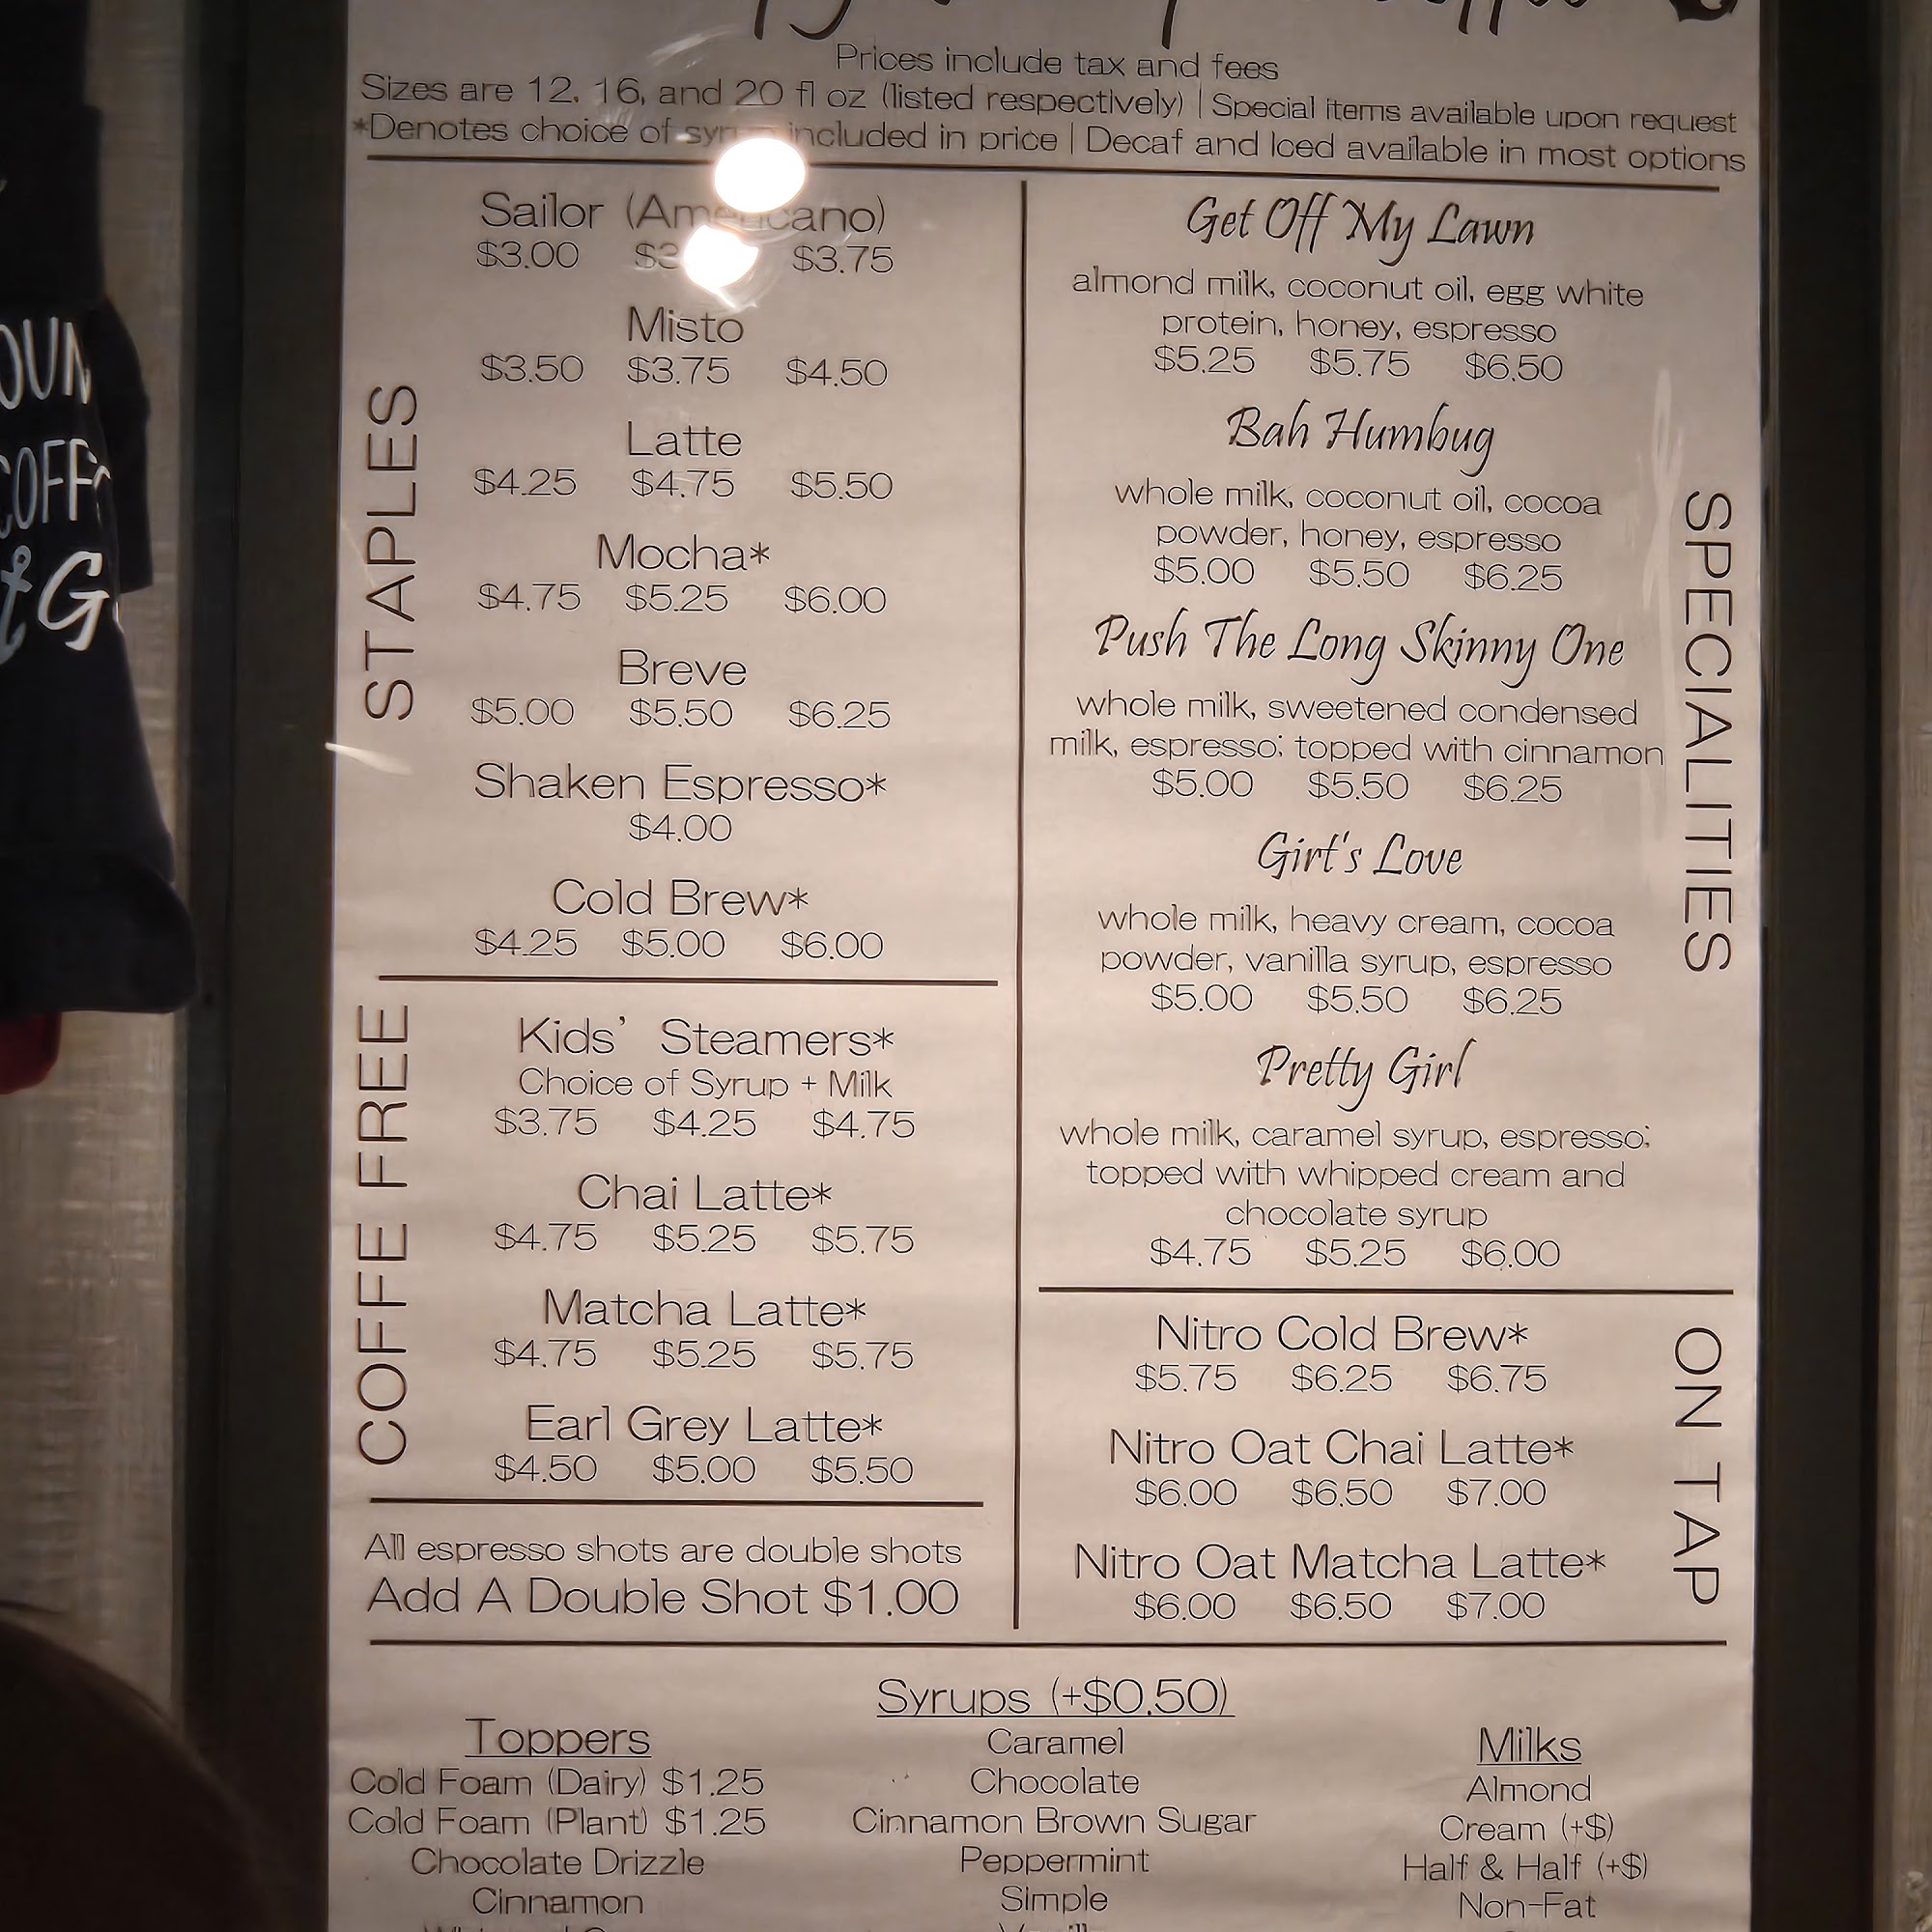 Prices include tax and fees
Sizes are 12, 16, and 20 fl oz (listed respectively) | Special items available upon request
*Denotes choice of included in price | Decaf and Iced available in most options
STAPLES
Sailor (Americano)
$3.00 $3.75
Misto
$3.50 $3.75 $4.50
Latte
$4.25 $4.75 $5.50
Mocha*
$4.75 $5.25 $6.00
Breve
$5.00 $5.50 $6.25
Shaken Espresso*
$4.00
Cold Brew*
$4.25 $5.00 $6.00
COFFE FREE
Kids' Steamers*
Choice of Syrup + Milk
$3.75 $4.25 $4.75
Chai Latte*
$4.75 $5.25 $5.75
Matcha Latte*
$4.75 $5.25 $5.75
Earl Grey Latte*
$4.50 $5.00 $5.50
All espresso shots are double shots
Add A Double Shot $1.00
SPECIALITIES
Get Off My Lawn
almond milk, coconut oil, egg white
protein, honey, espresso
$5.25 $5.75 $6.50
Bah Humbug
whole milk, coconut oil, cocoa
powder, honey, espresso
$5.00 $5.50 $6.25
Push The Long Skinny One
whole milk, sweetened condensed
milk, espresso; topped with cinnamon
$5.00 $5.50 $6.25
Girt's Love
whole milk, heavy cream, cocoa
powder, vanilla syrup, espresso
$5.00 $5.50 $6.25
Pretty Girl
whole milk, caramel syrup, espresso;
topped with whipped cream and
chocolate syrup
$4.75 $5.25 $6.00
ON TAP
Nitro Cold Brew*
$5.75 $6.25 $6.75
Nitro Oat Chai Latte*
$6.00 $6.50 $7.00
Nitro Oat Matcha Latte*
$6.00 $6.50 $7.00
Toppers
Cold Foam (Dairy) $1.25
Cold Foam (Plant) $1.25
Chocolate Drizzle
Cinnamon
Syrups (+$0.50)
Caramel
Chocolate
Cinnamon Brown Sugar
Peppermint
Simple
Milks
Almond
Cream (+$)
Half & Half (+$)
Non-Fat